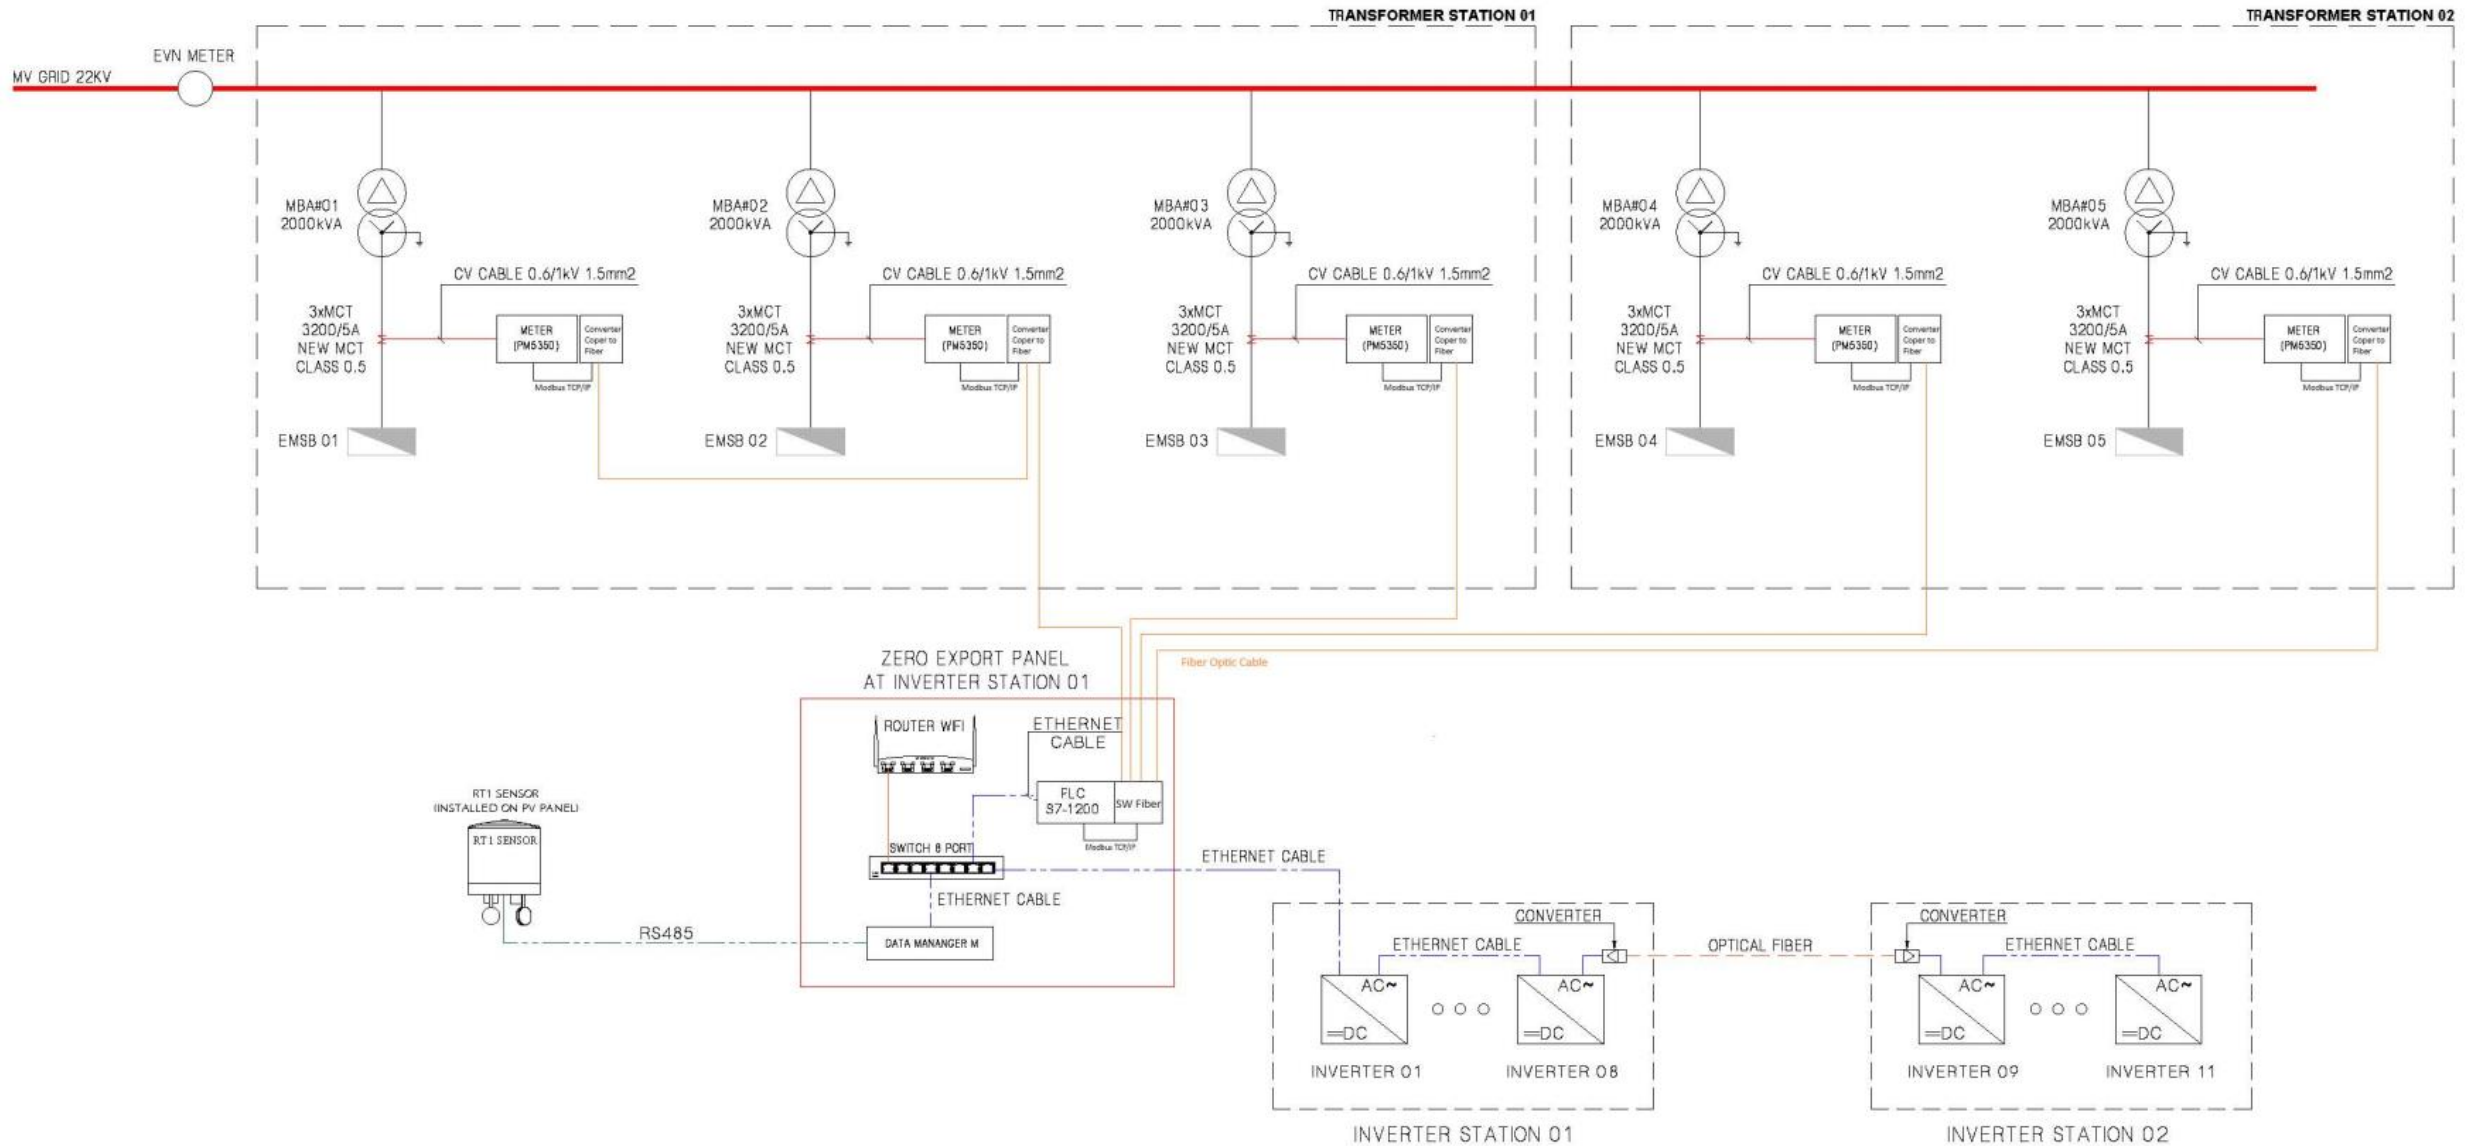 TRANSFORMER STATION 01
TRANSFORMER STATION 02
EVN METER
MV GRID 22KV
MBA#01
2000kVA
MBA#02
2000kVA
MBA#03
2000kVA
MBA#04
2000kVA
MBA#05
2000kVA
CV CABLE 0.6/1kV 1.5mm2
CV CABLE 0.6/1kV 1.5mm2
CV CABLE 0.6/1kV 1.5mm2
CV CABLE 0.6/1kV 1.5mm2
CV CABLE 0.6/1kV 1.5mm2
3xMCT
3200/5A
NEW MCT
CLASS 0.5
METER
(PM5350)
Converter
Coper to
Fiber
Modbus TCP/IP
3xMCT
3200/5A
NEW MCT
CLASS 0.5
METER
(PM5350)
Converter
Coper to
Fiber
Modbus TCP/IP
3xMCT
3200/5A
NEW MCT
CLASS 0.5
METER
(PM5350)
Converter
Coper to
Fiber
Modbus TCP/IP
3xMCT
3200/5A
NEW MCT
CLASS 0.5
METER
(PM5350)
Converter
Coper to
Fiber
Modbus TCP/IP
3xMCT
3200/5A
NEW MCT
CLASS 0.5
METER
(PM5350)
Converter
Coper to
Fiber
Modbus TCP/IP
EMSB 01
EMSB 02
EMSB 03
EMSB 04
EMSB 05
ZERO EXPORT PANEL
AT INVERTER STATION 01
Fiber Optic Cable
ROUTER WIFI
ETHERNET
CABLE
FLC
S7-1200
SW Fiber
Modbus TCP/IP
RT1 SENSOR
(INSTALLED ON PV PANEL)
RT1 SENSOR
SWITCH 8 PORT
ETHERNET CABLE
ETHERNET CABLE
RS485
DATA MANANGER M
CONVERTER
ETHERNET CABLE
OPTICAL FIBER
CONVERTER
ETHERNET CABLE
AC~
DC
AC~
DC
AC~
DC
AC~
DC
INVERTER 01
INVERTER 08
INVERTER 09
INVERTER 11
INVERTER STATION 01
INVERTER STATION 02